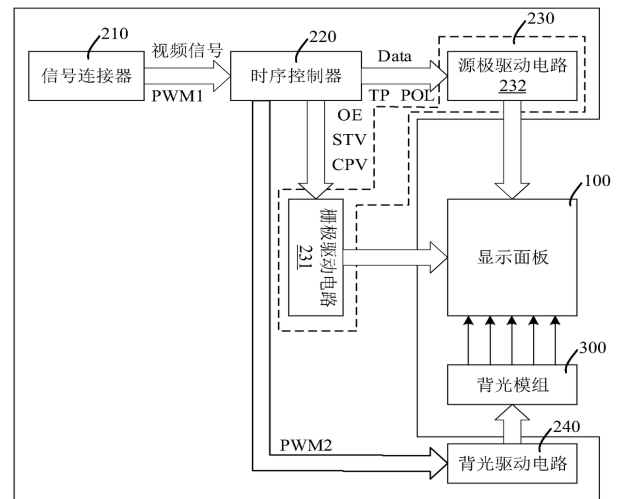 210
220
230
信号连接器
视频信号
PWM1
时序控制器
Data
TP POL
源极驱动电路
232
OE
STV
CPV
100
栅极驱动电路
231
显示面板
300
背光模组
240
PWM2
背光驱动电路